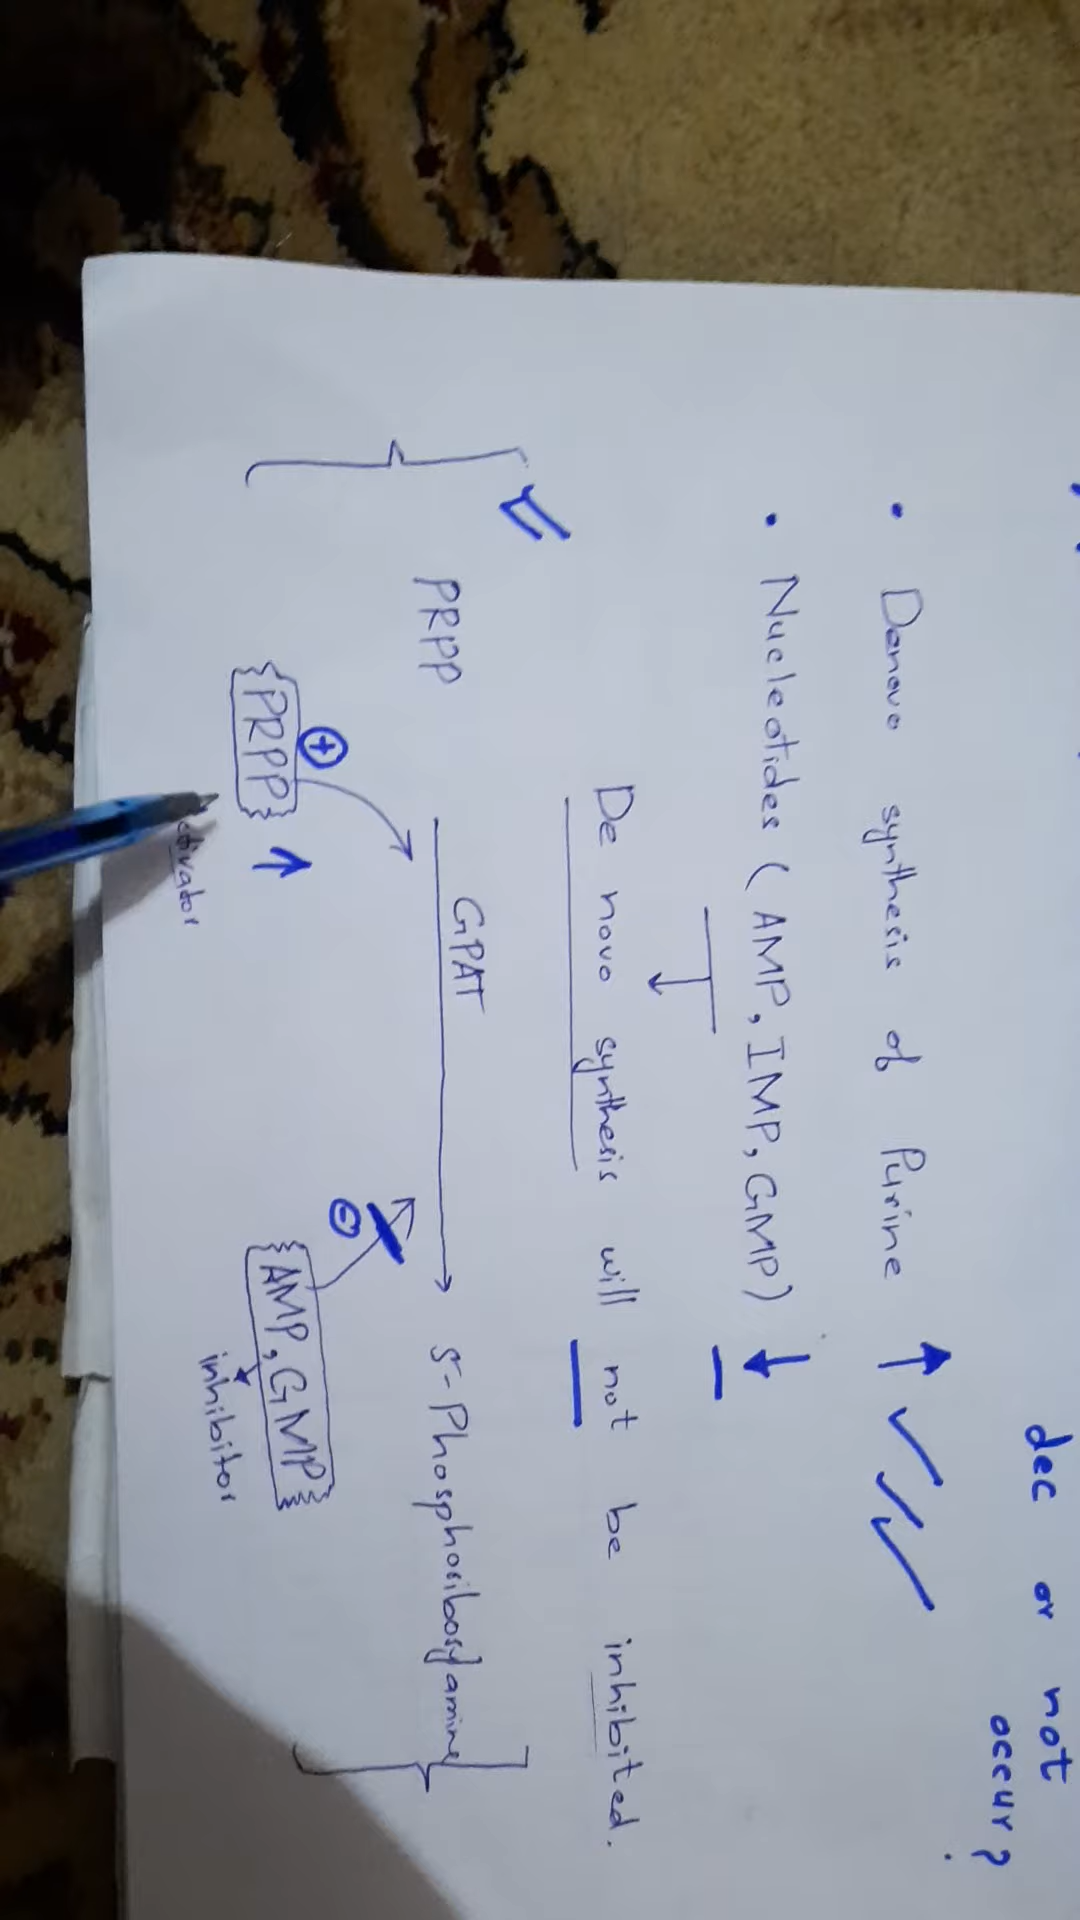 dec or not
occur?
• Denovo synthesis of Purine ↑ ✓✓
• Nucleotides ( AMP, IMP, GMP) ↓
De novo synthesis will not be inhibited.
GPAT
PRPP → 5-Phosphoribosylamine
⊕ ⊖
{PRPP} ↑ {AMP, GMP}
activator inhibitor